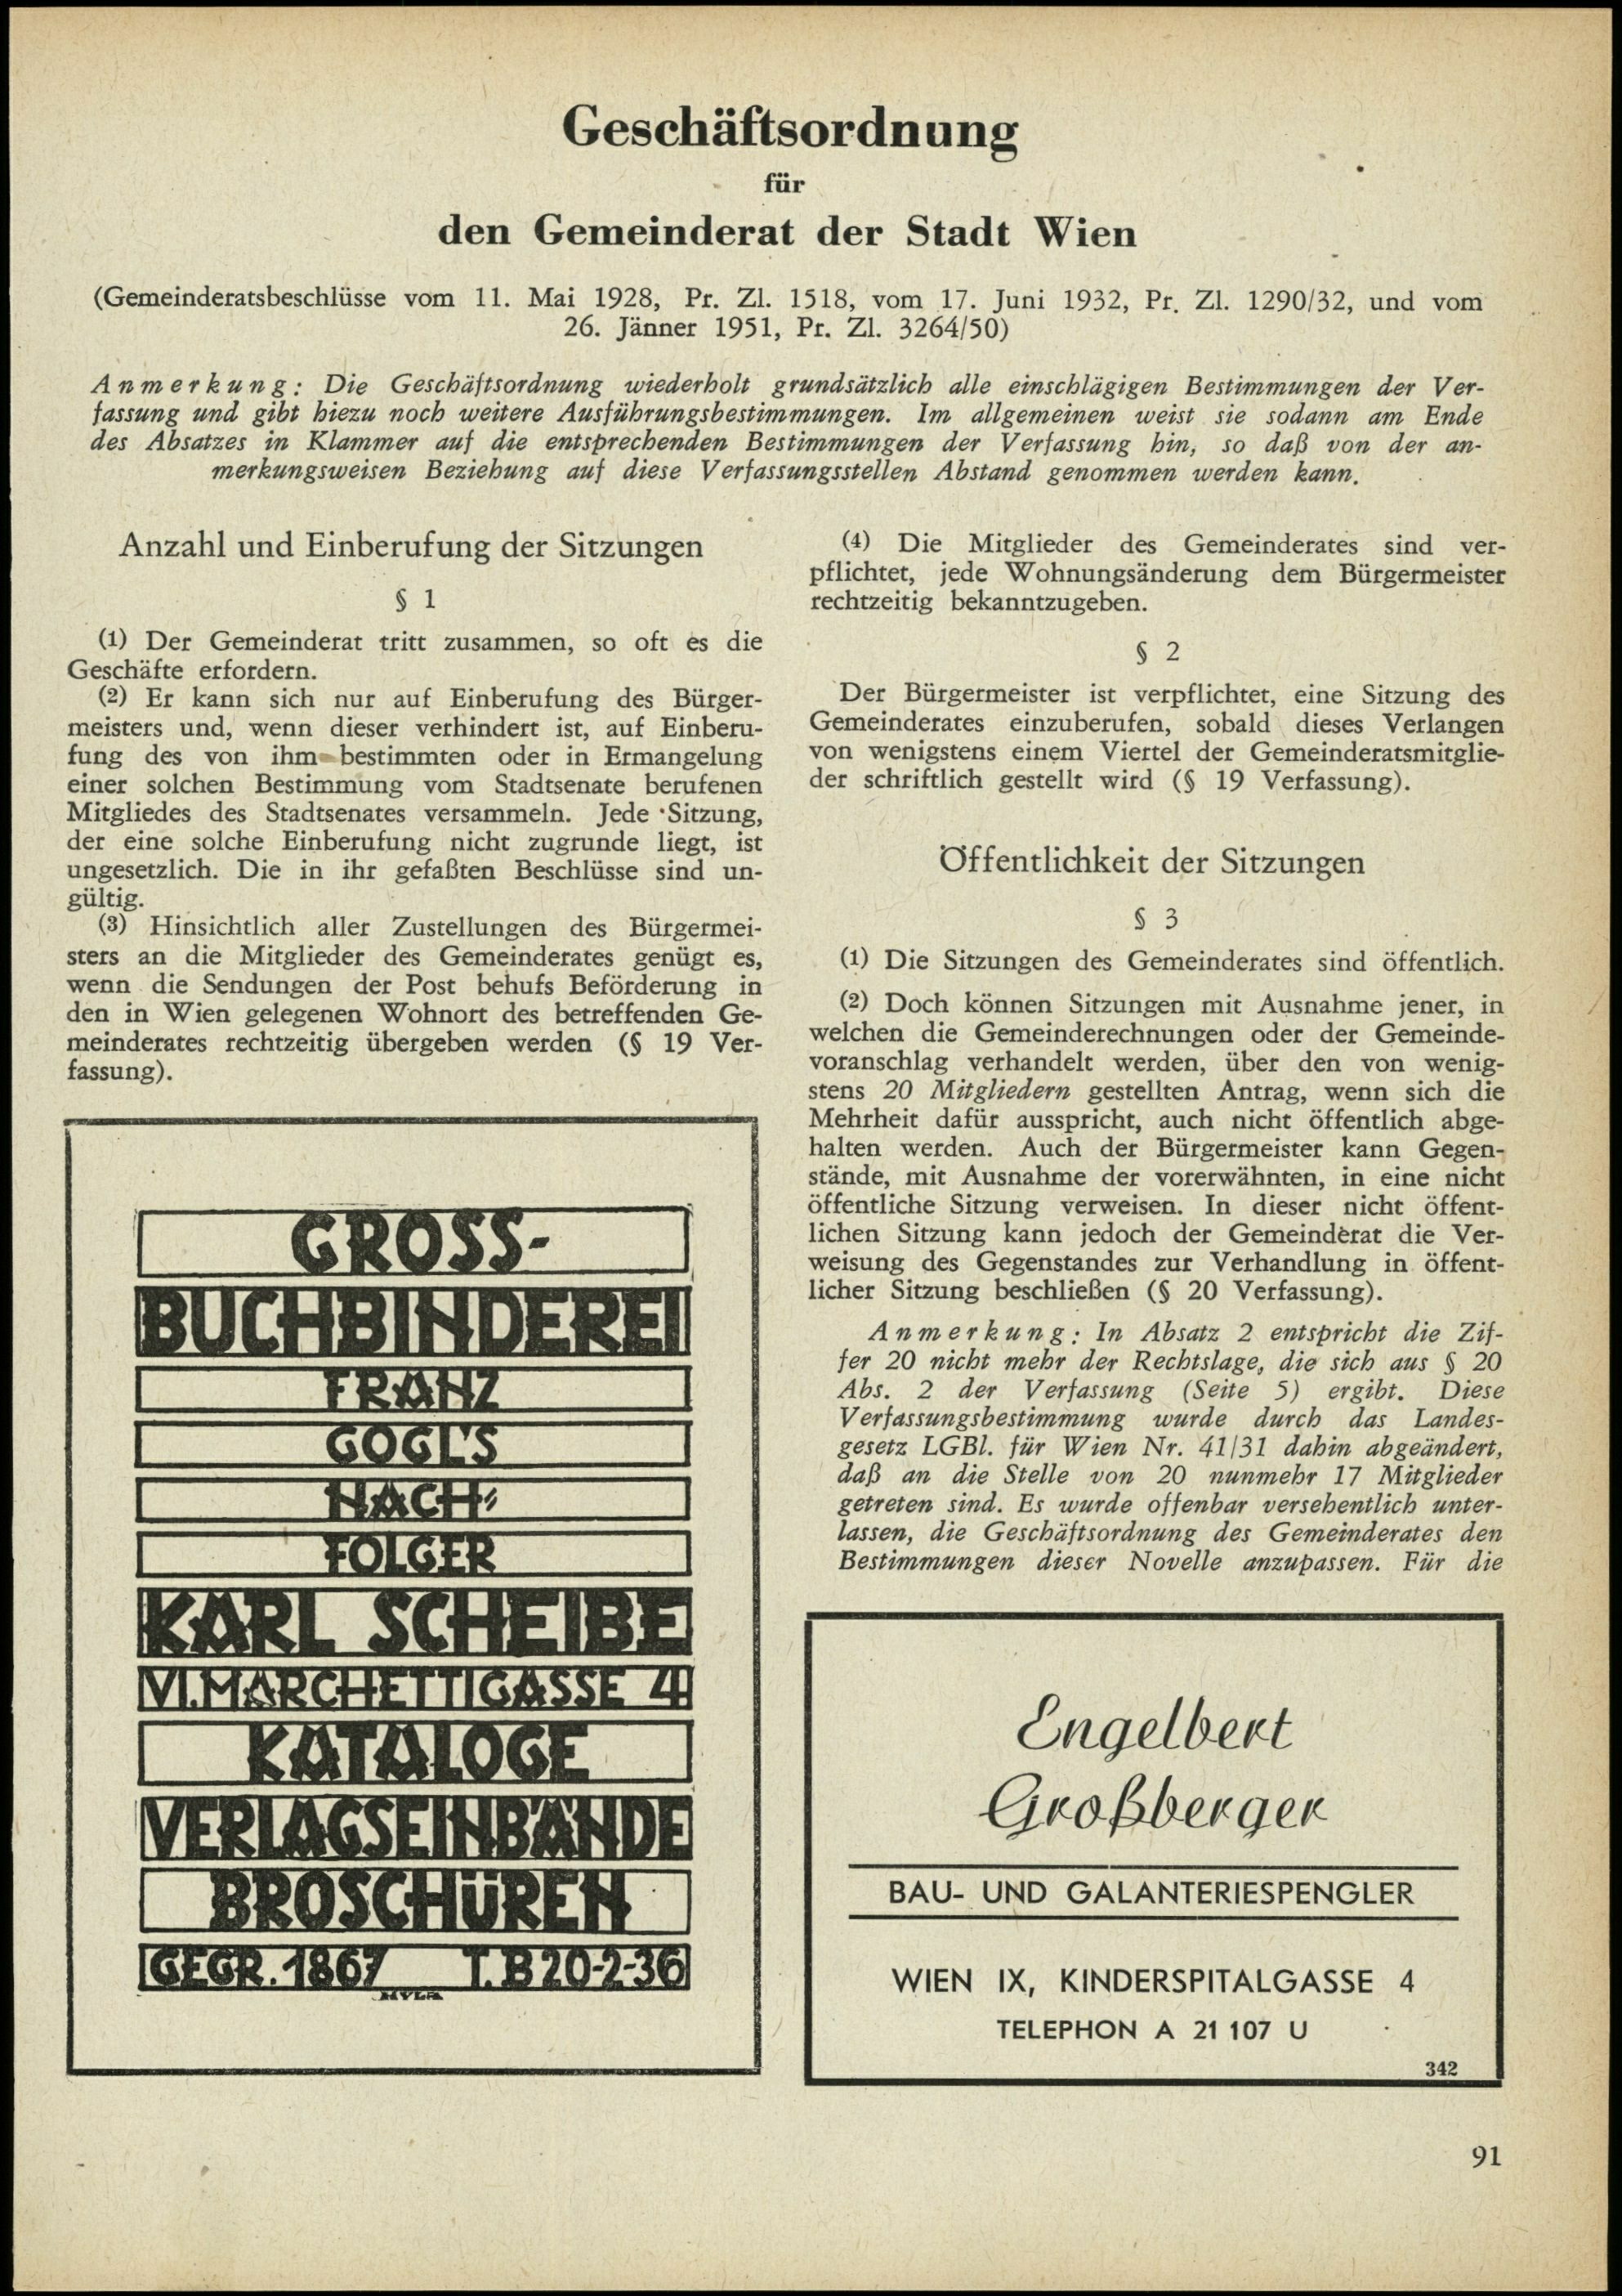 Geschäftsordnung
für
den Gemeinderat der Stadt Wien
(Gemeinderatsbeschlüsse vom 11. Mai 1928, Pr. Zl. 1518, vom 17. Juni 1932, Pr. Zl. 1290/32, und vom
26. Jänner 1951, Pr. Zl. 3264/50)
Anmerkung: Die Geschäftsordnung wiederholt grundsätzlich alle einschlägigen Bestimmungen der Ver-
fassung und gibt hiezu noch weitere Ausführungsbestimmungen. Im allgemeinen weist sie sodann am Ende
des Absatzes in Klammer auf die entsprechenden Bestimmungen der Verfassung hin, so daß von der an-
merkungsweisen Beziehung auf diese Verfassungsstellen Abstand genommen werden kann.
Anzahl und Einberufung der Sitzungen
§ 1
(1) Der Gemeinderat tritt zusammen, so oft es die
Geschäfte erfordern.
(2) Er kann sich nur auf Einberufung des Bürger-
meisters und, wenn dieser verhindert ist, auf Einberu-
fung des von ihm bestimmten oder in Ermangelung
einer solchen Bestimmung vom Stadtsenate berufenen
Mitgliedes des Stadtsenates versammeln. Jede Sitzung,
der eine solche Einberufung nicht zugrunde liegt, ist
ungesetzlich. Die in ihr gefaßten Beschlüsse sind un-
gültig.
(3) Hinsichtlich aller Zustellungen des Bürgermei-
sters an die Mitglieder des Gemeinderates genügt es,
wenn die Sendungen der Post behufs Beförderung in
den in Wien gelegenen Wohnort des betreffenden Ge-
meinderates rechtzeitig übergeben werden (§ 19 Ver-
fassung).
GROSS-
BUCHBINDEREI
FRANZ
GOGL'S
NACH-
FOLGER
KARL SCHEIBE
VI. MARCHETTIGASSE 4
KATALOGE
VERLAGSEINBÄNDE
BROSCHÜREN
GEGR. 1867 T. B 20-2-36
(4) Die Mitglieder des Gemeinderates sind ver-
pflichtet, jede Wohnungsänderung dem Bürgermeister
rechtzeitig bekanntzugeben.
§ 2
Der Bürgermeister ist verpflichtet, eine Sitzung des
Gemeinderates einzuberufen, sobald dieses Verlangen
von wenigstens einem Viertel der Gemeinderatsmitglie-
der schriftlich gestellt wird (§ 19 Verfassung).
Öffentlichkeit der Sitzungen
§ 3
(1) Die Sitzungen des Gemeinderates sind öffentlich.
(2) Doch können Sitzungen mit Ausnahme jener, in
welchen die Gemeinderechnungen oder der Gemeinde-
voranschlag verhandelt werden, über den von wenig-
stens 20 Mitgliedern gestellten Antrag, wenn sich die
Mehrheit dafür ausspricht, auch nicht öffentlich abge-
halten werden. Auch der Bürgermeister kann Gegen-
stände, mit Ausnahme der vorerwähnten, in eine nicht
öffentliche Sitzung verweisen. In dieser nicht öffent-
lichen Sitzung kann jedoch der Gemeinderat die Ver-
weisung des Gegenstandes zur Verhandlung in öffent-
licher Sitzung beschließen (§ 20 Verfassung).
Anmerkung: In Absatz 2 entspricht die Zif-
fer 20 nicht mehr der Rechtslage, die sich aus § 20
Abs. 2 der Verfassung (Seite 5) ergibt. Diese
Verfassungsbestimmung wurde durch das Landes-
gesetz LGBl. für Wien Nr. 41/31 dahin abgeändert,
daß an die Stelle von 20 nunmehr 17 Mitglieder
getreten sind. Es wurde offenbar versehentlich unter-
lassen, die Geschäftsordnung des Gemeinderates den
Bestimmungen dieser Novelle anzupassen. Für die
Engelbert
Großberger
BAU- UND GALANTERIESPENGLER
WIEN IX, KINDERSPITALGASSE 4
TELEPHON A 21 107 U
342
91